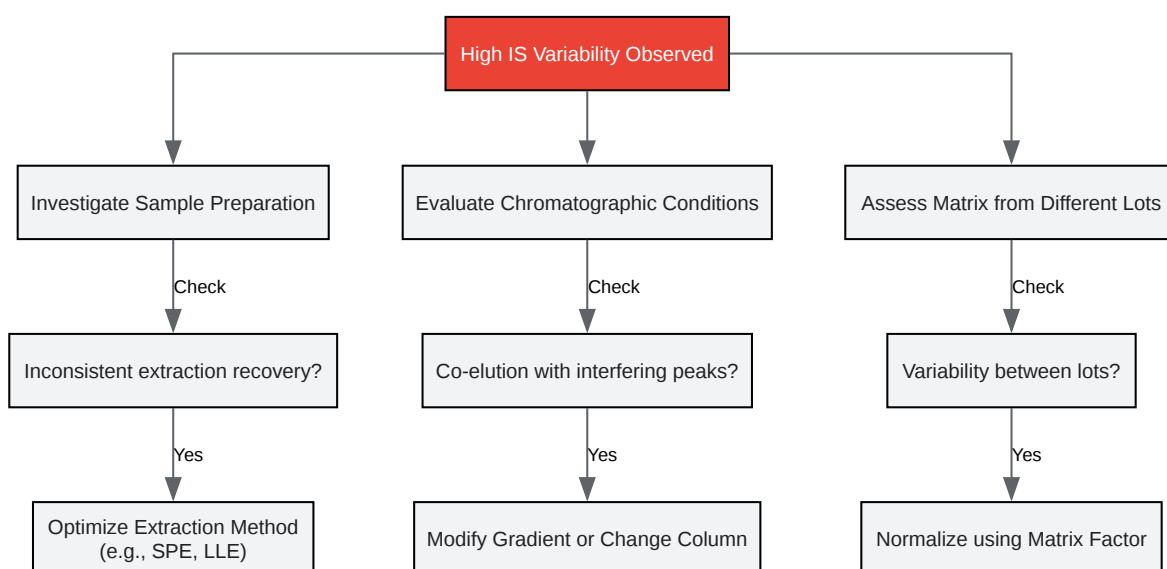 High IS Variability Observed
Investigate Sample Preparation
Evaluate Chromatographic Conditions
Assess Matrix from Different Lots
Check
Check
Check
Inconsistent extraction recovery?
Co-elution with interfering peaks?
Variability between lots?
Yes
Yes
Yes
Optimize Extraction Method
(e.g., SPE, LLE)
Modify Gradient or Change Column
Normalize using Matrix Factor